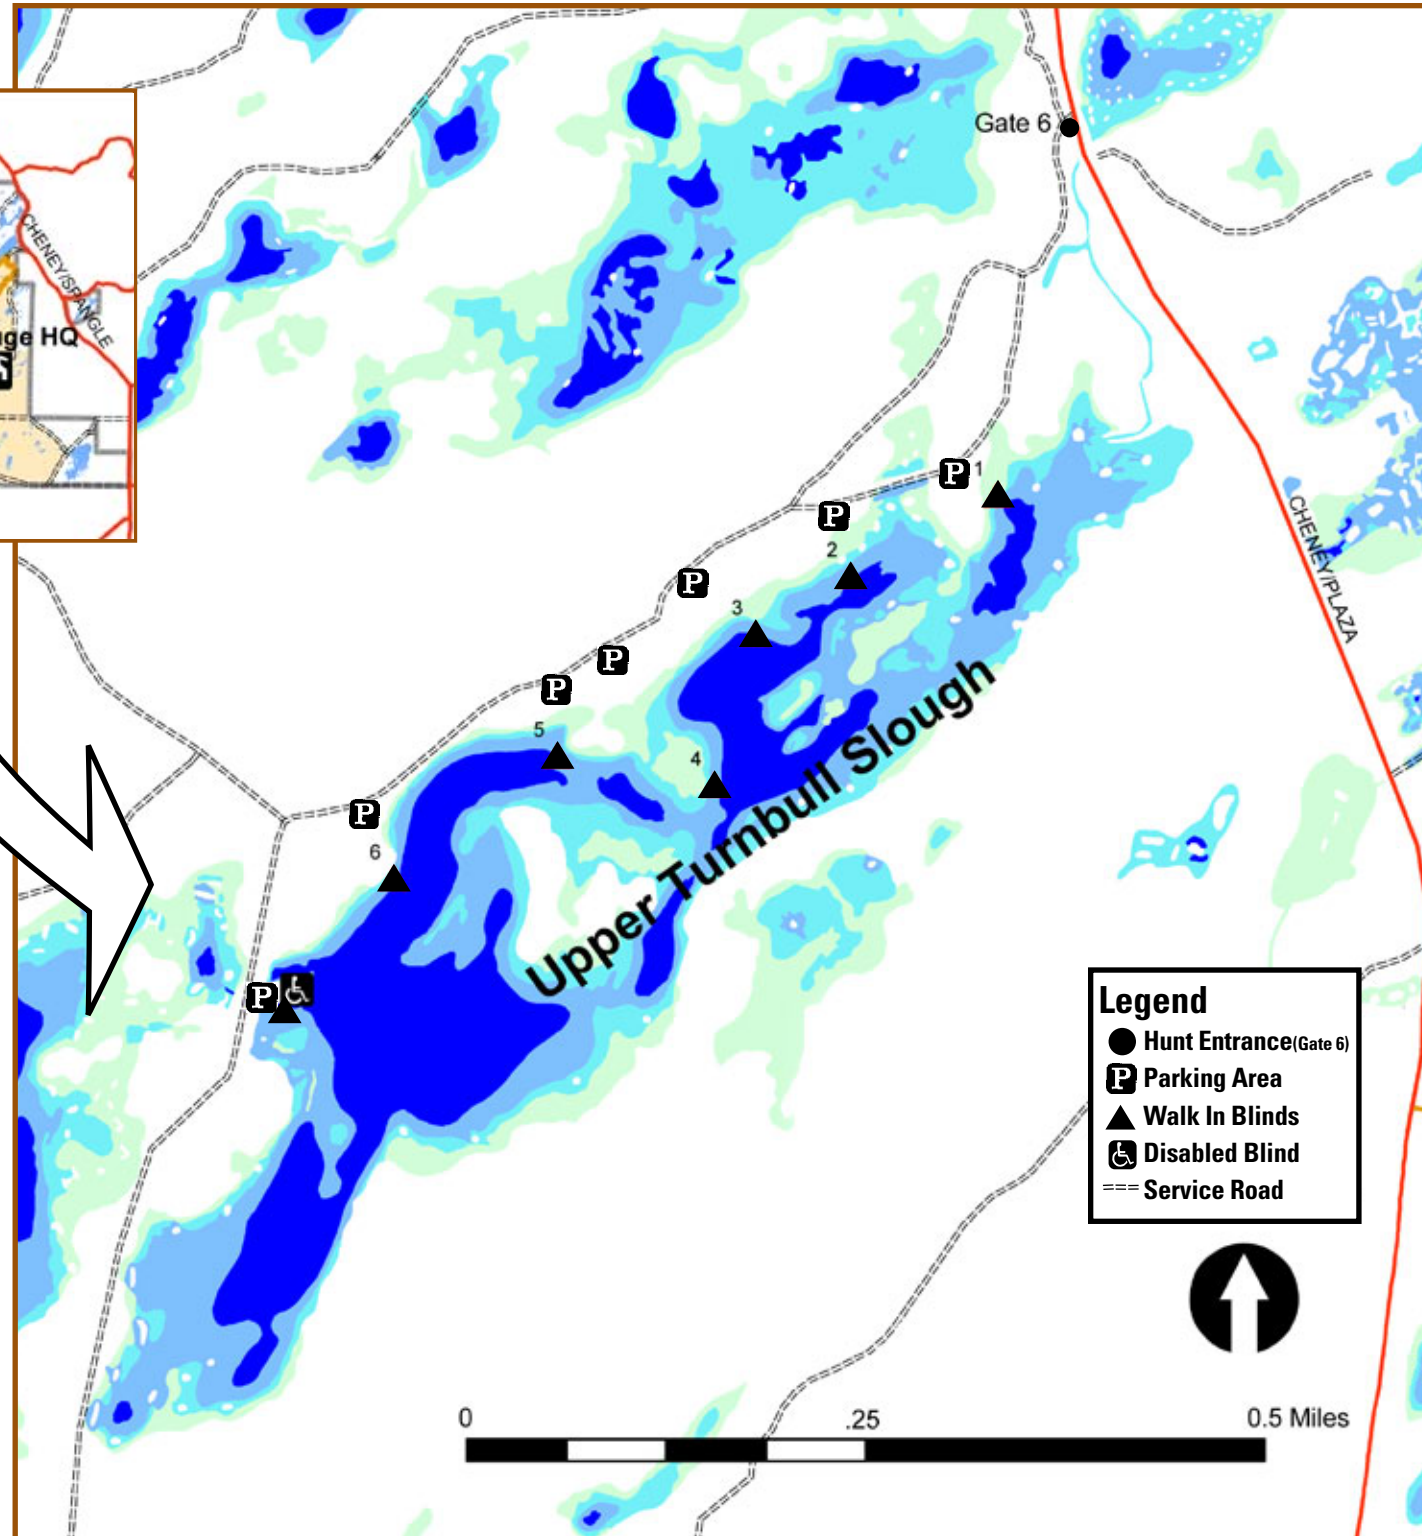 Gate 6
CHENEY/SPANGLE
ge HQ
P 1
P
2
P
3
P
P
5
4
P
6
P
CHENEY/PLAZA
Upper Turnbull Slough
Legend
Hunt Entrance(Gate 6)
P Parking Area
Walk In Blinds
Disabled Blind
Service Road
0 .25 0.5 Miles